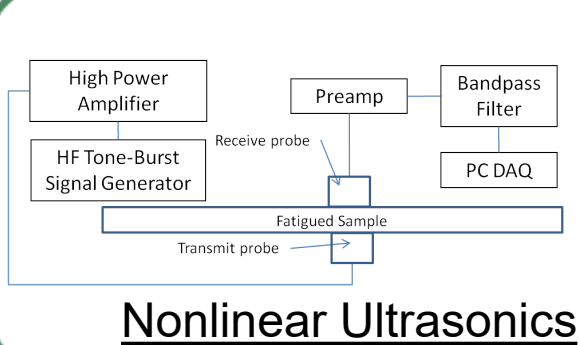 High Power
Amplifier
HF Tone-Burst
Signal Generator
Receive probe
Preamp
Bandpass
Filter
PC DAQ
Fatigued Sample
Transmit probe
Nonlinear Ultrasonics